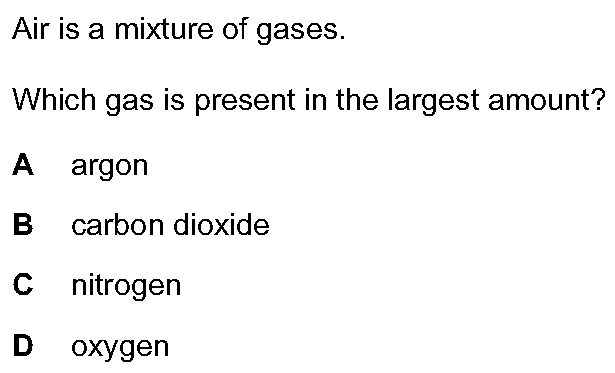 Air is a mixture of gases.
Which gas is present in the largest amount?
A argon
B carbon dioxide
C nitrogen
D oxygen